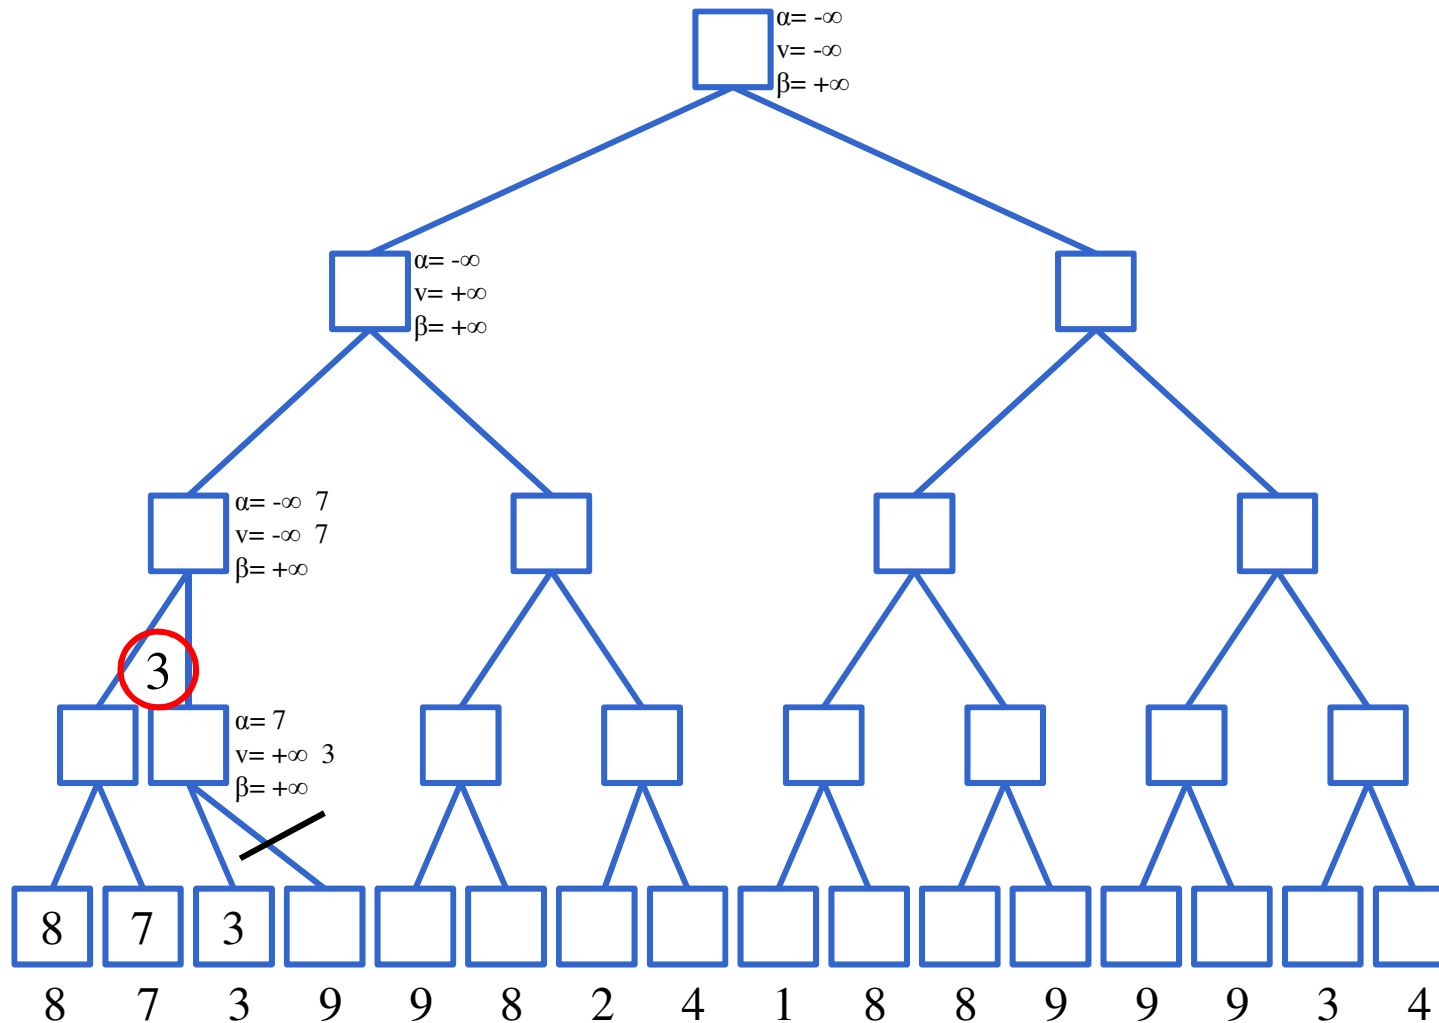 α= -∞
v= -∞
β= +∞
α= -∞
v= +∞
β= +∞
α= -∞ 7
v= -∞ 7
β= +∞
3
α= 7
v= +∞ 3
β= +∞
8 7 3
8 7 3 9 9 8 2 4 1 8 8 9 9 9 3 4